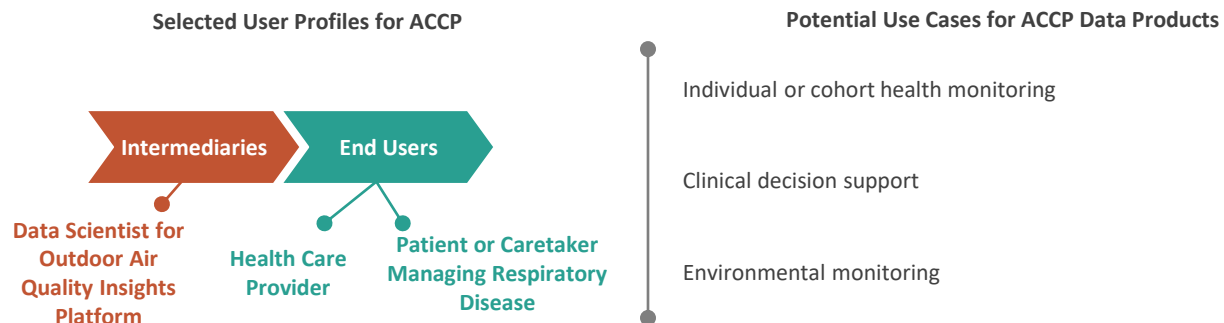 Selected User Profiles for ACCP
Intermediaries
End Users
Data Scientist for
Outdoor Air
Quality Insights
Platform
Health Care
Provider
Patient or Caretaker
Managing Respiratory
Disease
Potential Use Cases for ACCP Data Products
Individual or cohort health monitoring
Clinical decision support
Environmental monitoring